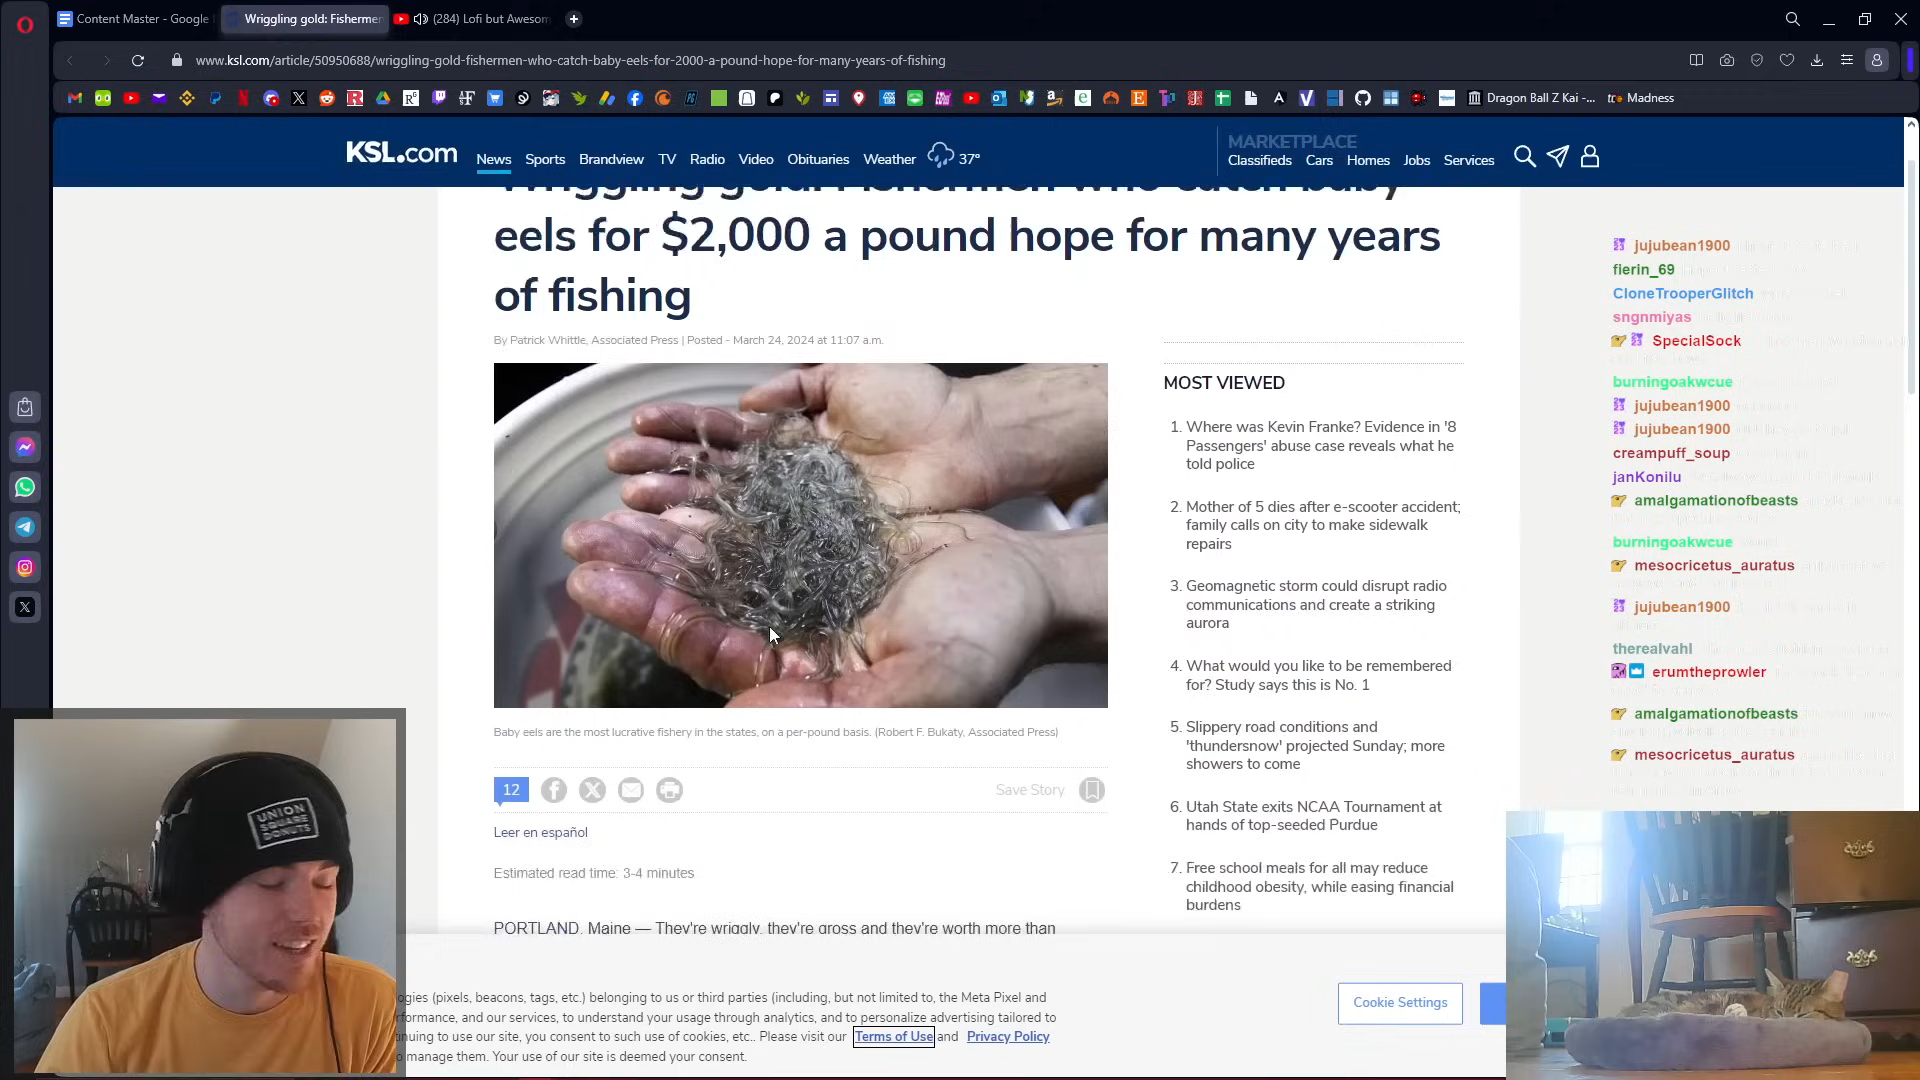 Content Master - Google
Wriggling gold: Fishermen
(284) Lofi but Awesom
www.ksl.com/article/50950688/wriggling-gold-fishermen-who-catch-baby-eels-for-2000-a-pound-hope-for-many-years-of-fishing
Dragon Ball Z Kai -...
Madness
KSL.com
News
Sports
Brandview
TV
Radio
Video
Obituaries
Weather
37°
MARKETPLACE
Classifieds
Cars
Homes
Jobs
Services
Wriggling gold: Fishermen who catch baby
eels for $2,000 a pound hope for many years
of fishing
By Patrick Whittle, Associated Press | Posted - March 24, 2024 at 11:07 a.m.
Baby eels are the most lucrative fishery in the states, on a per-pound basis. (Robert F. Bukaty, Associated Press)
12
Save Story
Leer en español
Estimated read time: 3-4 minutes
PORTLAND, Maine — They're wriggly, they're gross and they're worth more than
MOST VIEWED
1. Where was Kevin Franke? Evidence in '8
Passengers' abuse case reveals what he
told police
2. Mother of 5 dies after e-scooter accident;
family calls on city to make sidewalk
repairs
3. Geomagnetic storm could disrupt radio
communications and create a striking
aurora
4. What would you like to be remembered
for? Study says this is No. 1
5. Slippery road conditions and
'thundersnow' projected Sunday; more
showers to come
6. Utah State exits NCAA Tournament at
hands of top-seeded Purdue
7. Free school meals for all may reduce
childhood obesity, while easing financial
burdens
jujubean1900
fierin_69
CloneTrooperGlitch
sngnmiyas
SpecialSock
burningoakwcue
jujubean1900
jujubean1900
creampuff_soup
janKonilu
amalgamationofbeasts
burningoakwcue
mesocricetus_auratus
jujubean1900
therealvahl
erumtheprowler
amalgamationofbeasts
mesocricetus_auratus
ogies (pixels, beacons, tags, etc.) belonging to us or third parties (including, but not limited to, the Meta Pixel and
rformance, and our services, to understand your usage through analytics, and to personalize advertising tailored to
ntinuing to use our site, you consent to such use of cookies, etc.. Please visit our Terms of Use and Privacy Policy
o manage them. Your use of our site is deemed your consent.
Cookie Settings
UNION
SQUARE
DONUTS